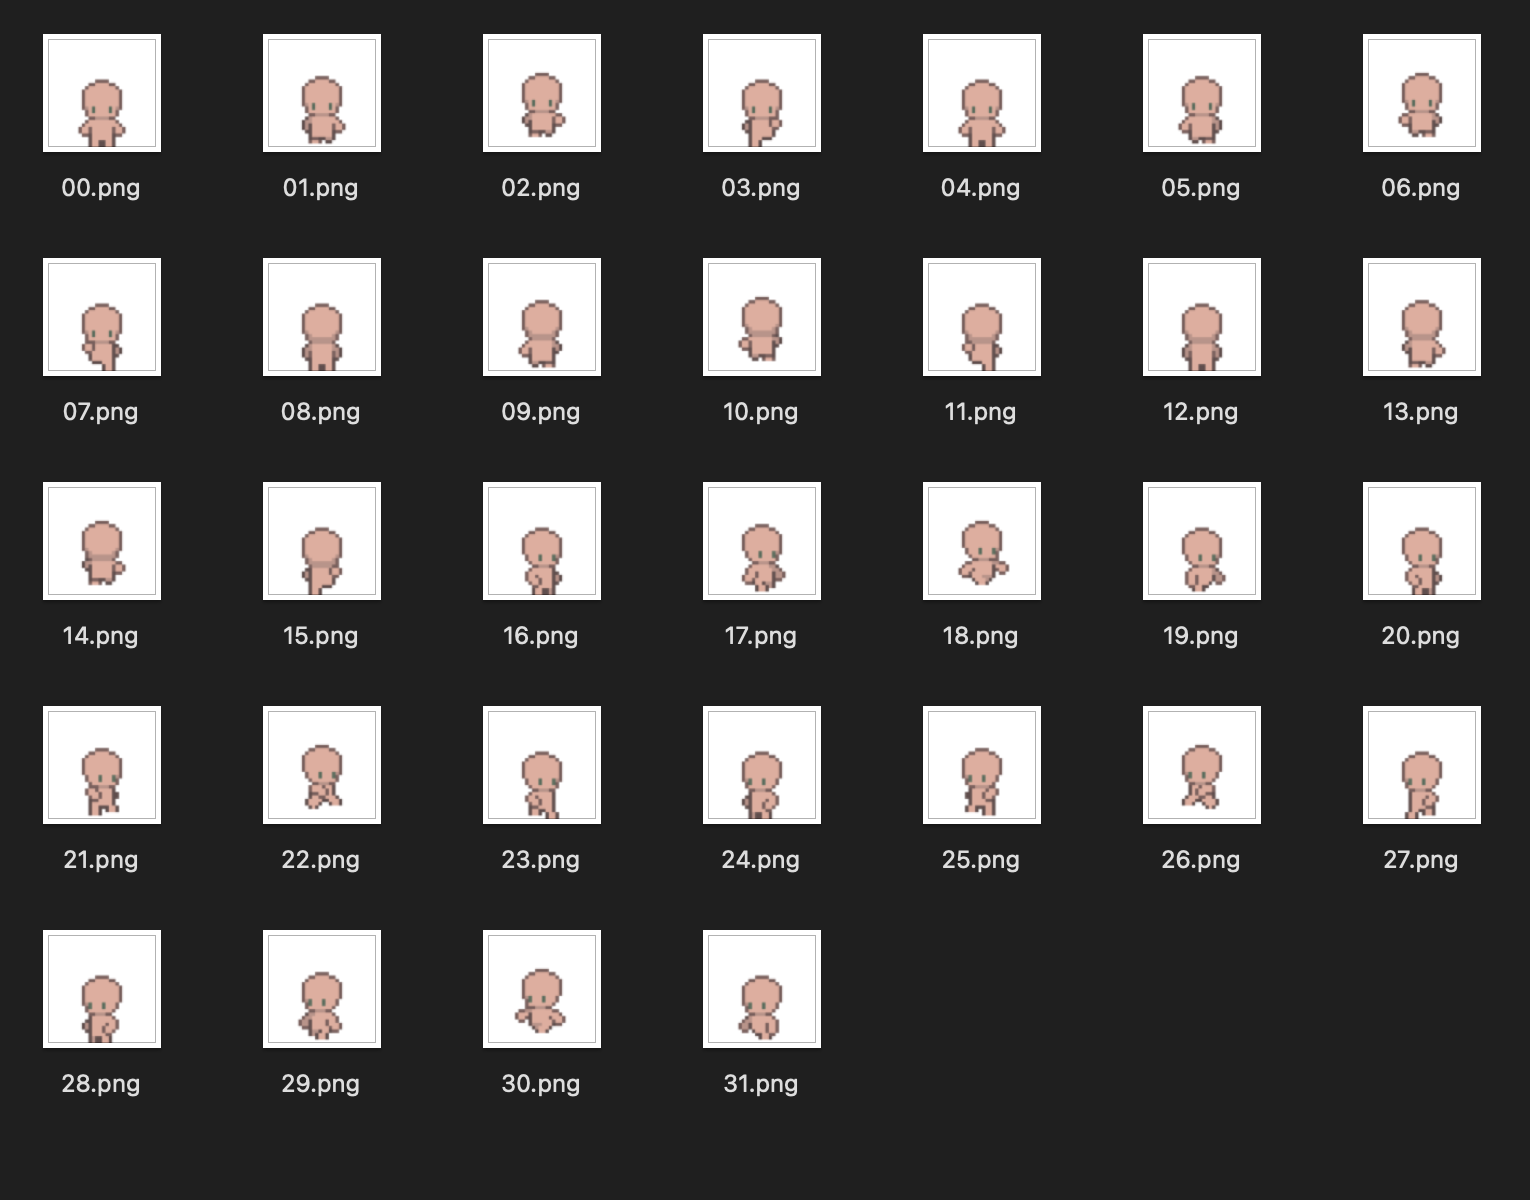 00.png 01.png 02.png 03.png 04.png 05.png 06.png
07.png 08.png 09.png 10.png 11.png 12.png 13.png
14.png 15.png 16.png 17.png 18.png 19.png 20.png
21.png 22.png 23.png 24.png 25.png 26.png 27.png
28.png 29.png 30.png 31.png